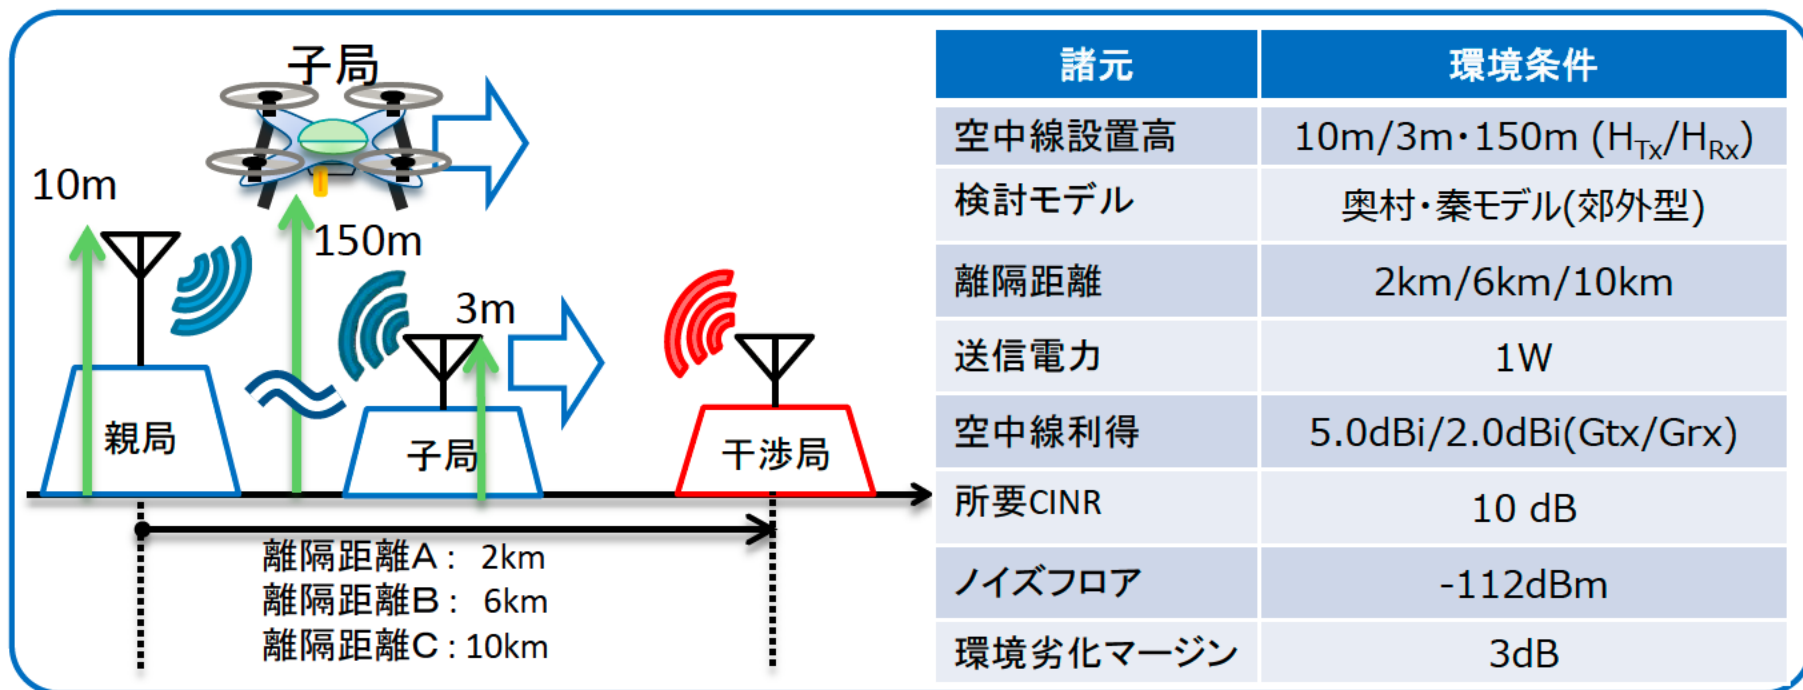 子局
10m
150m
3m
親局
子局
干渉局
離隔距離A： 2km
離隔距離B： 6km
離隔距離C：10km
諸元 環境条件
空中線設置高 10m/3m・150m (HTx/HRx)
検討モデル 奥村・秦モデル(郊外型)
離隔距離 2km/6km/10km
送信電力 1W
空中線利得 5.0dBi/2.0dBi(Gtx/Grx)
所要CINR 10 dB
ノイズフロア -112dBm
環境劣化マージン 3dB